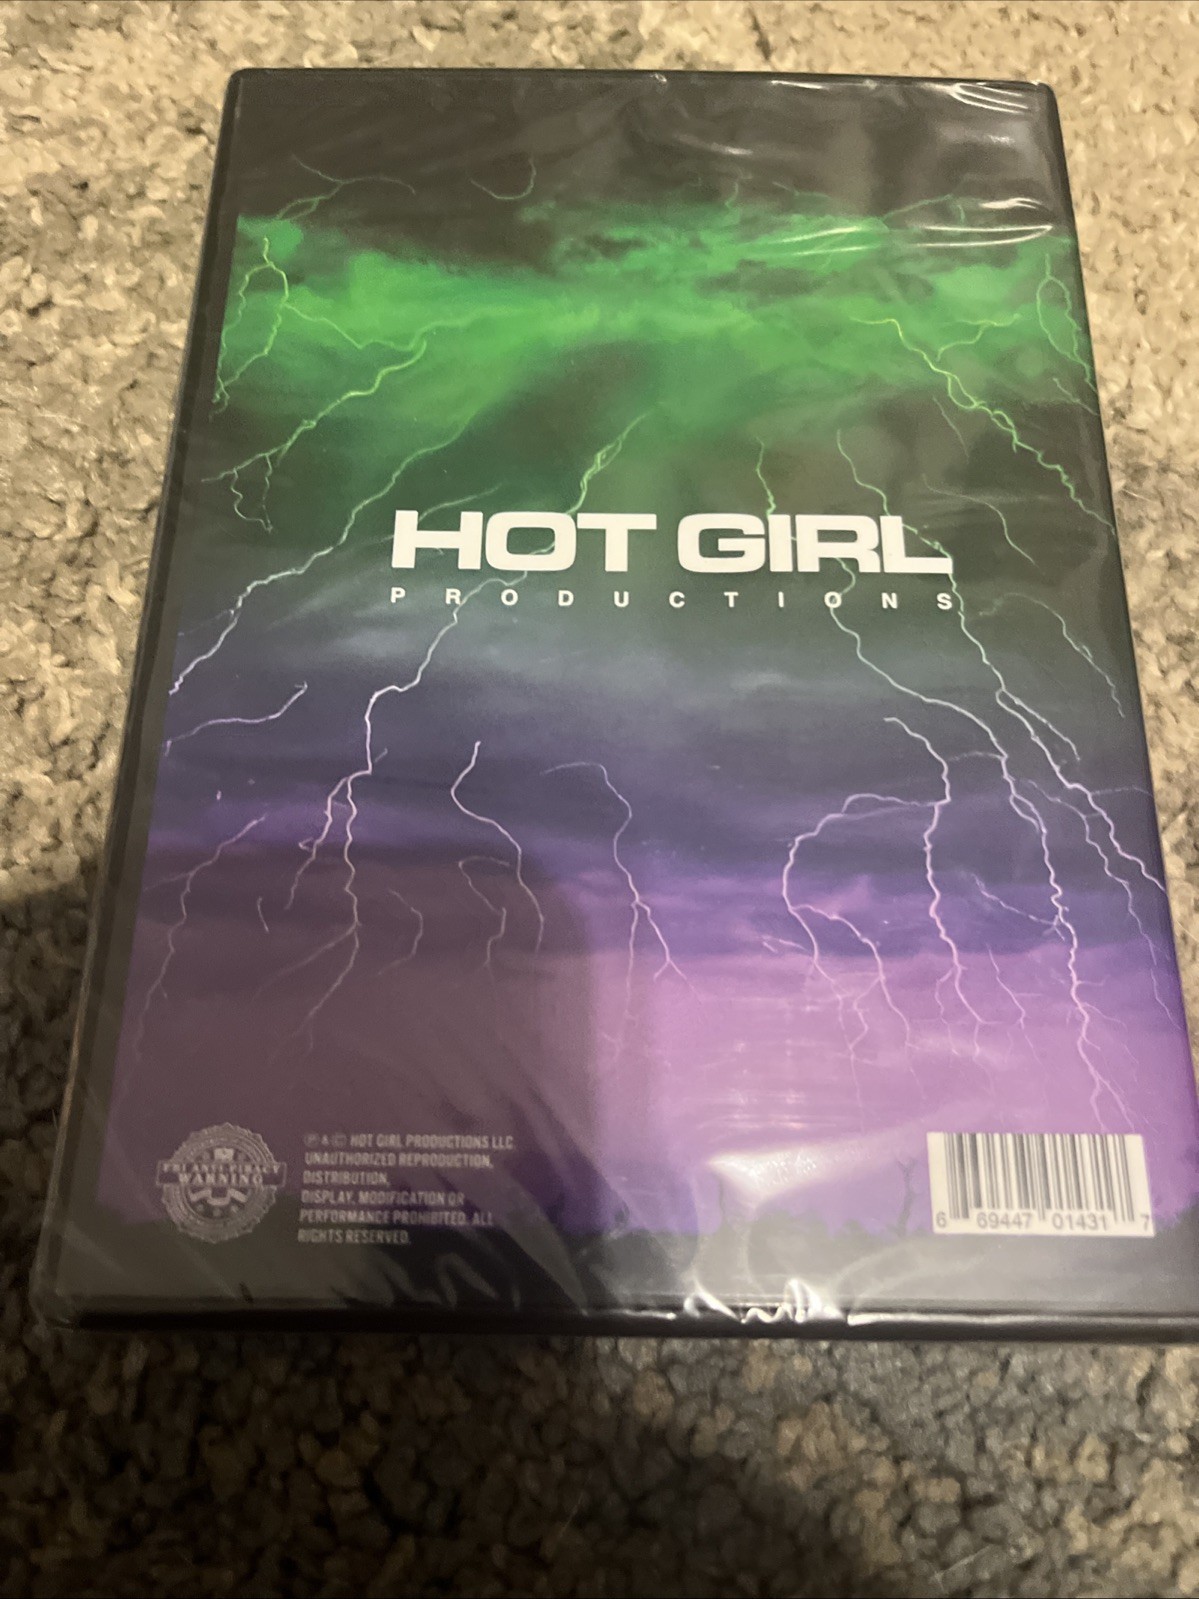 HOT GIRL
PRODUCTIONS
FBI ANTI-PIRACY
WARNING
℗ & © HOT GIRL PRODUCTIONS LLC.
UNAUTHORIZED REPRODUCTION,
DISTRIBUTION,
DISPLAY, MODIFICATION OR
PERFORMANCE PROHIBITED. ALL
RIGHTS RESERVED.
6 69447 01431 7